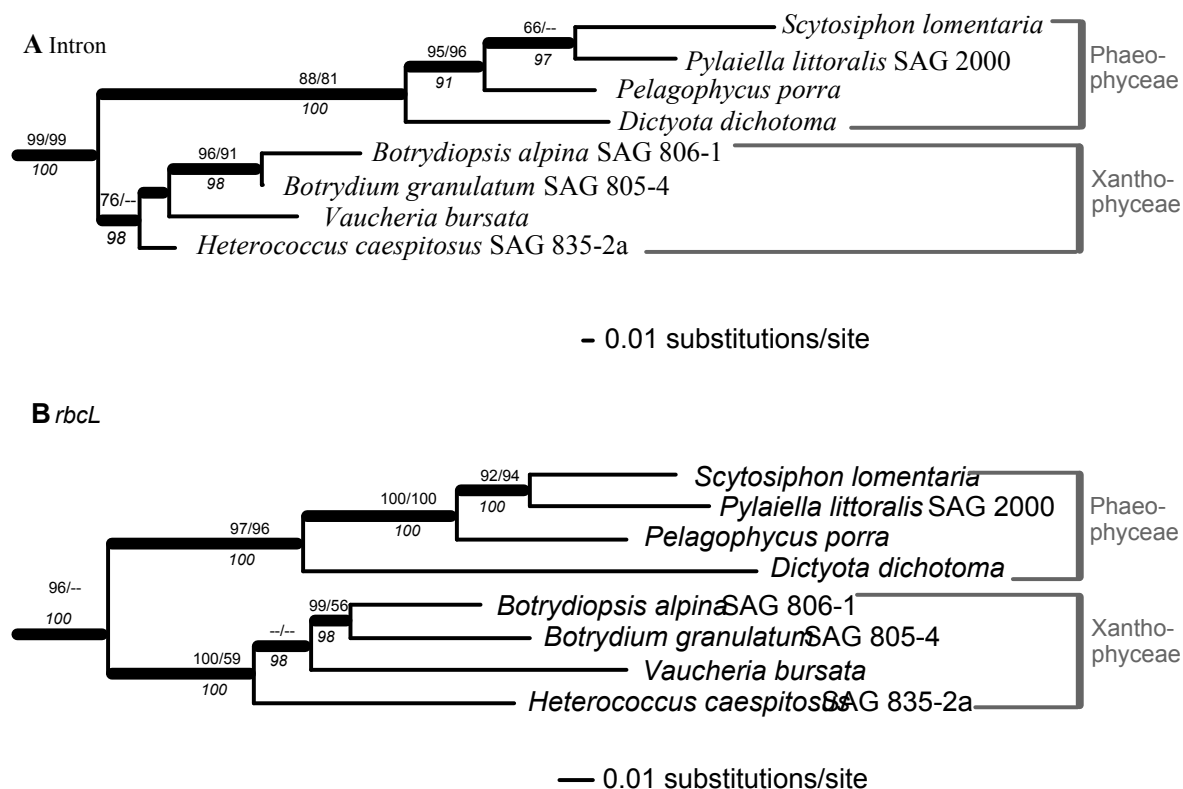 A Intron
66/--
Scytosiphon lomentaria
95/96
97
Pylaiella littoralis SAG 2000
Phaeo-
phyceae
88/81
91
Pelagophycus porra
100
Dictyota dichotoma
99/99
100
96/91
Botrydiopsis alpina SAG 806-1
98
Botrydium granulatum SAG 805-4
Xantho-
phyceae
76/--
Vaucheria bursata
98
Heterococcus caespitosus SAG 835-2a
0.01 substitutions/site
B rbcL
92/94
Scytosiphon lomentaria
100/100
100
Pylaiella littoralis SAG 2000
Phaeo-
phyceae
97/96
100
Pelagophycus porra
100
Dictyota dichotoma
96/--
100
99/56
Botrydiopsis alpina SAG 806-1
--/--
98
Botrydium granulatum SAG 805-4
Xantho-
phyceae
100/59
98
Vaucheria bursata
100
Heterococcus caespitosus SAG 835-2a
0.01 substitutions/site